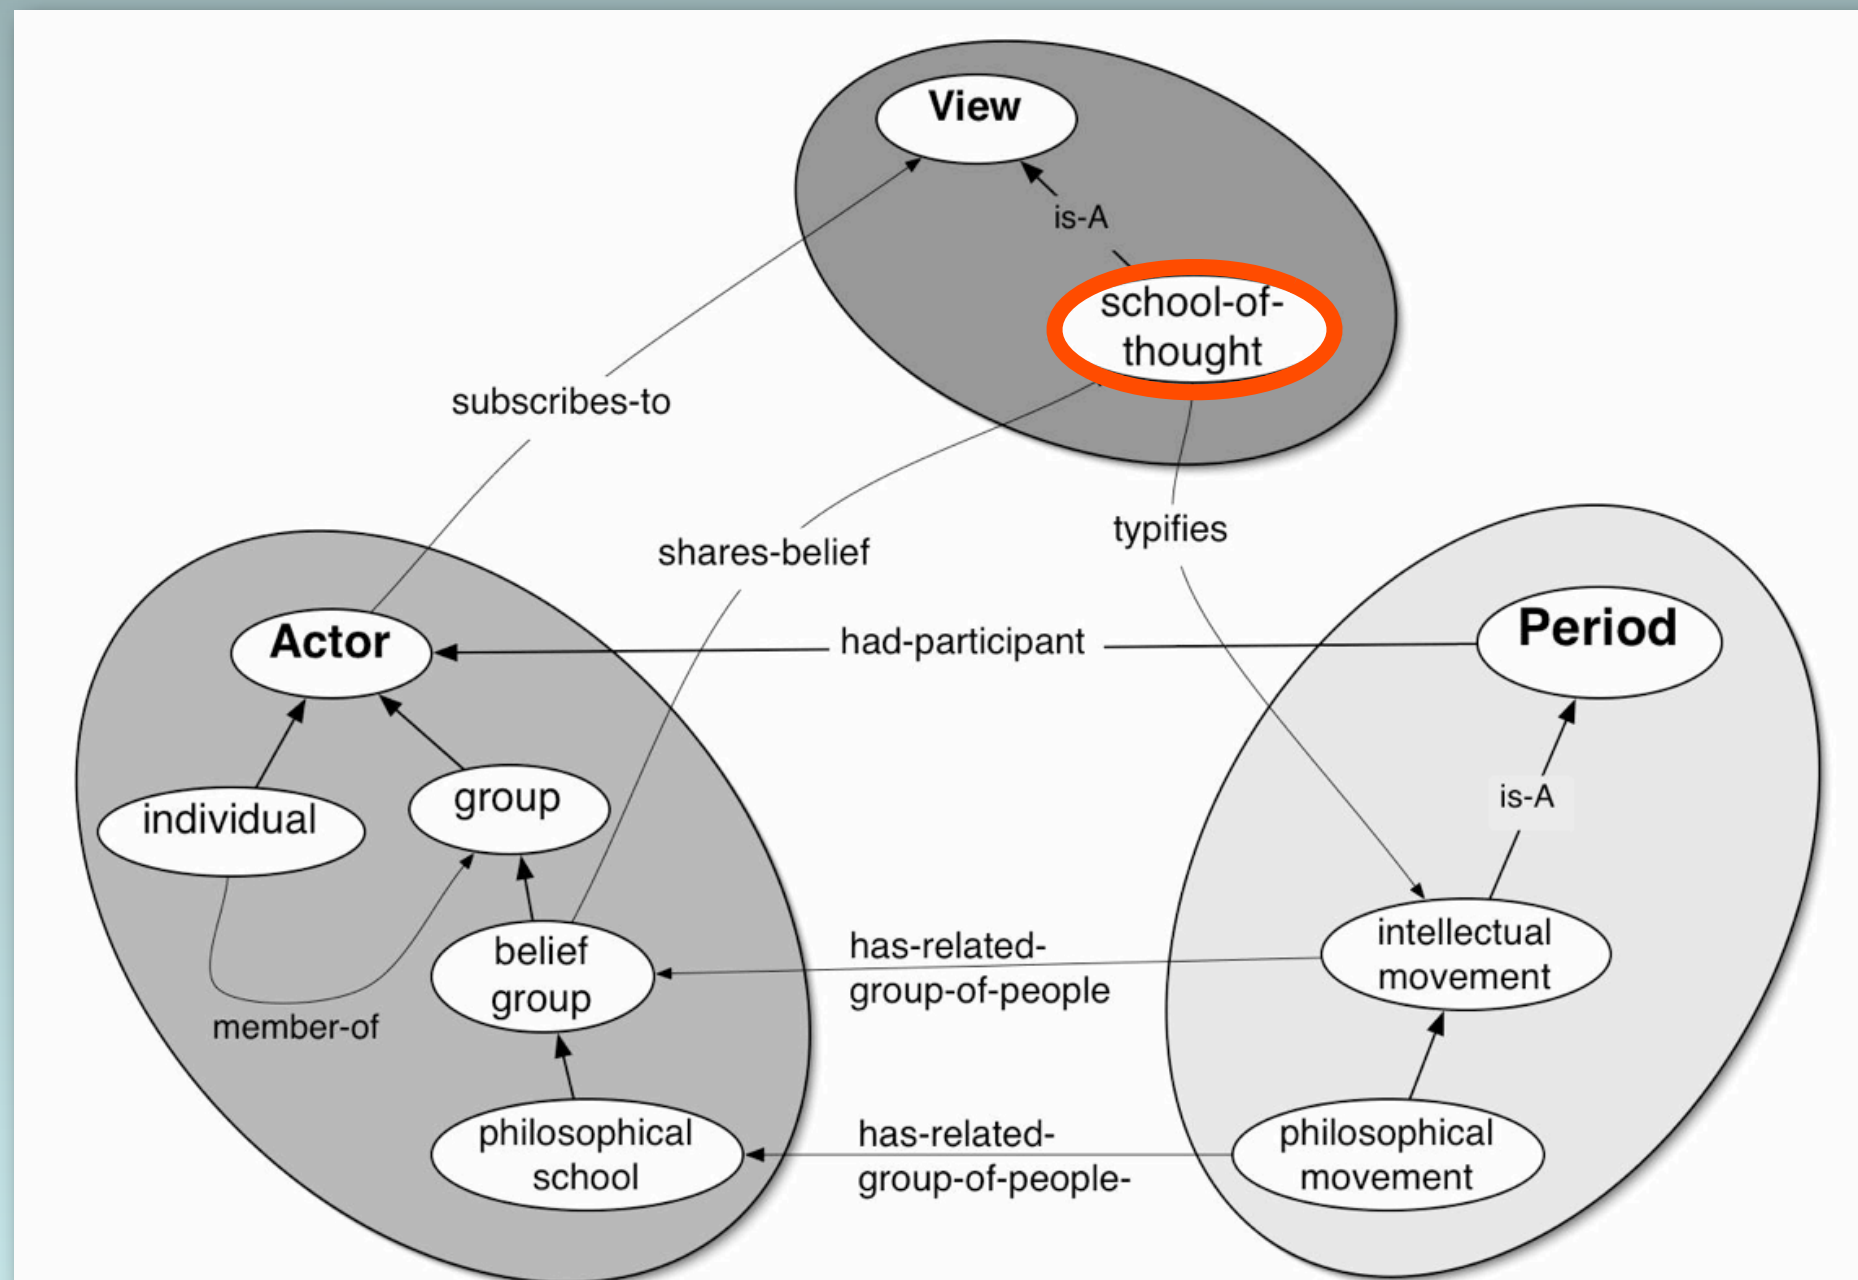 View
is-A
school-of-
thought
subscribes-to
shares-belief
typifies
Actor
had-participant
Period
individual
group
is-A
belief
group
has-related-
group-of-people
intellectual
movement
member-of
philosophical
school
has-related-
group-of-people-
philosophical
movement